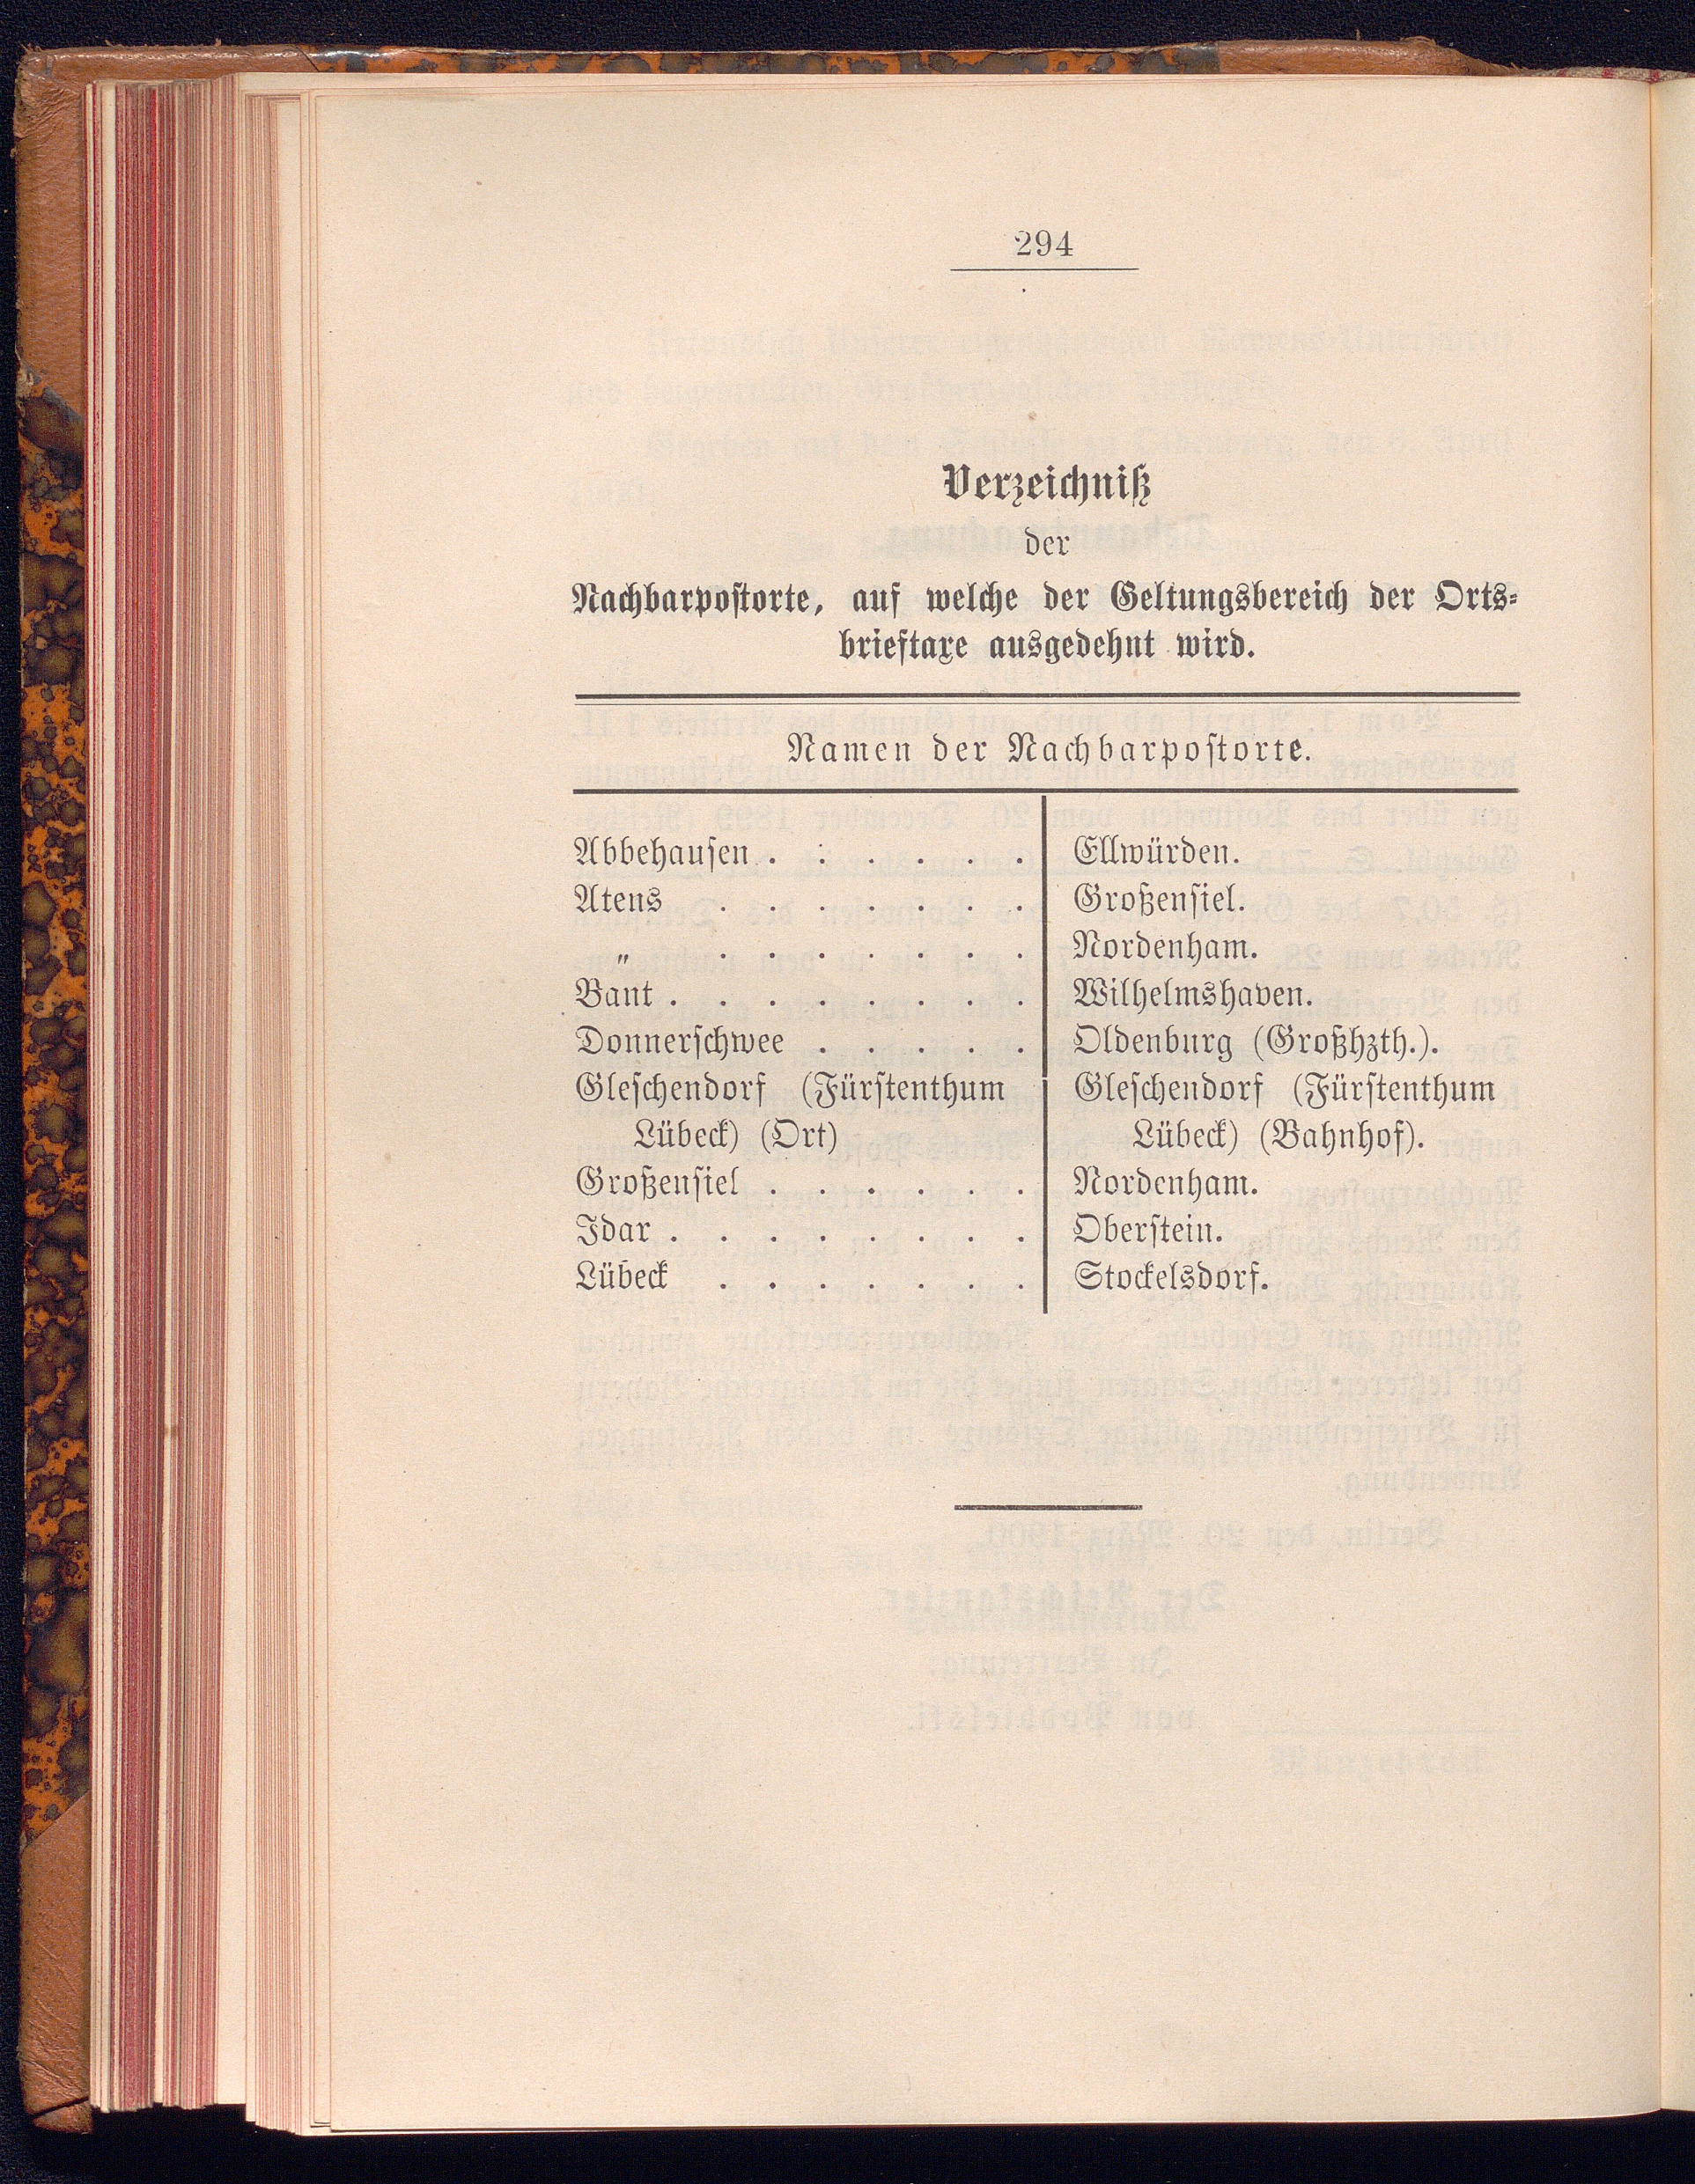 294
Verzeichniß
der
Nachbarpostorte, auf welche der Geltungsbereich der Orts-
brieftaxe ausgedehnt wird.
Namen der Nachbarpostorte.
Abbehausen . . . . . . Ellwürden.
Atens . . . . . . . Großensiel.
" . . . . . . . Nordenham.
Bant . . . . . . . . Wilhelmshaven.
Donnerschwee . . . . . Oldenburg (Großhzth.).
Gleschendorf (Fürstenthum Gleschendorf (Fürstenthum
Lübeck) (Ort) Lübeck) (Bahnhof).
Großensiel . . . . . . Nordenham.
Idar . . . . . . . . Oberstein.
Lübeck . . . . . . . Stockelsdorf.